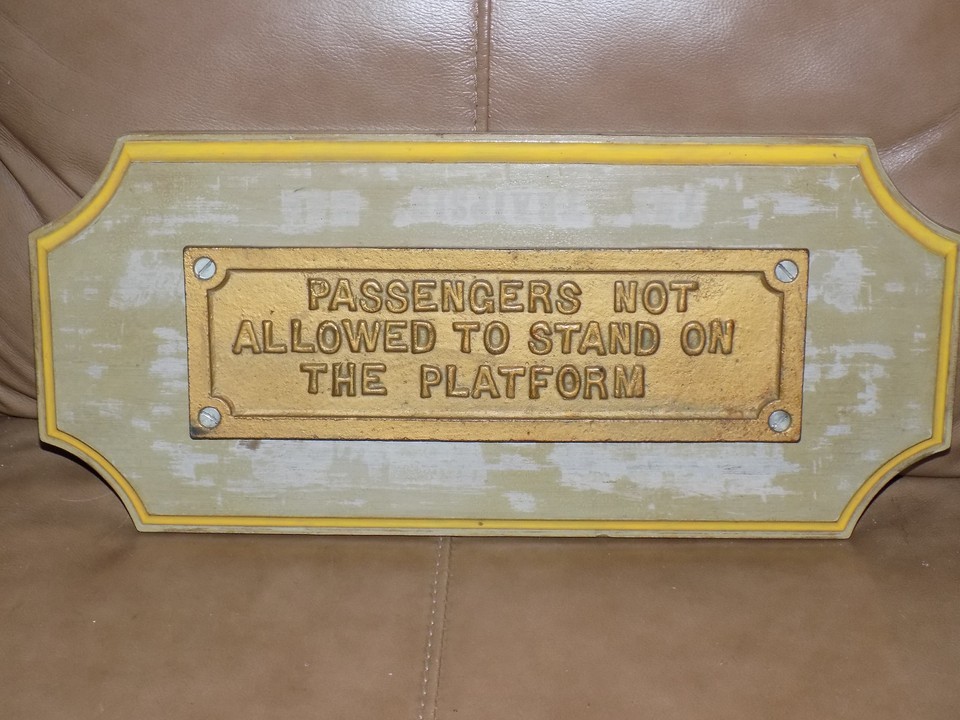 PASSENGERS NOT
ALLOWED TO STAND ON
THE PLATFORM